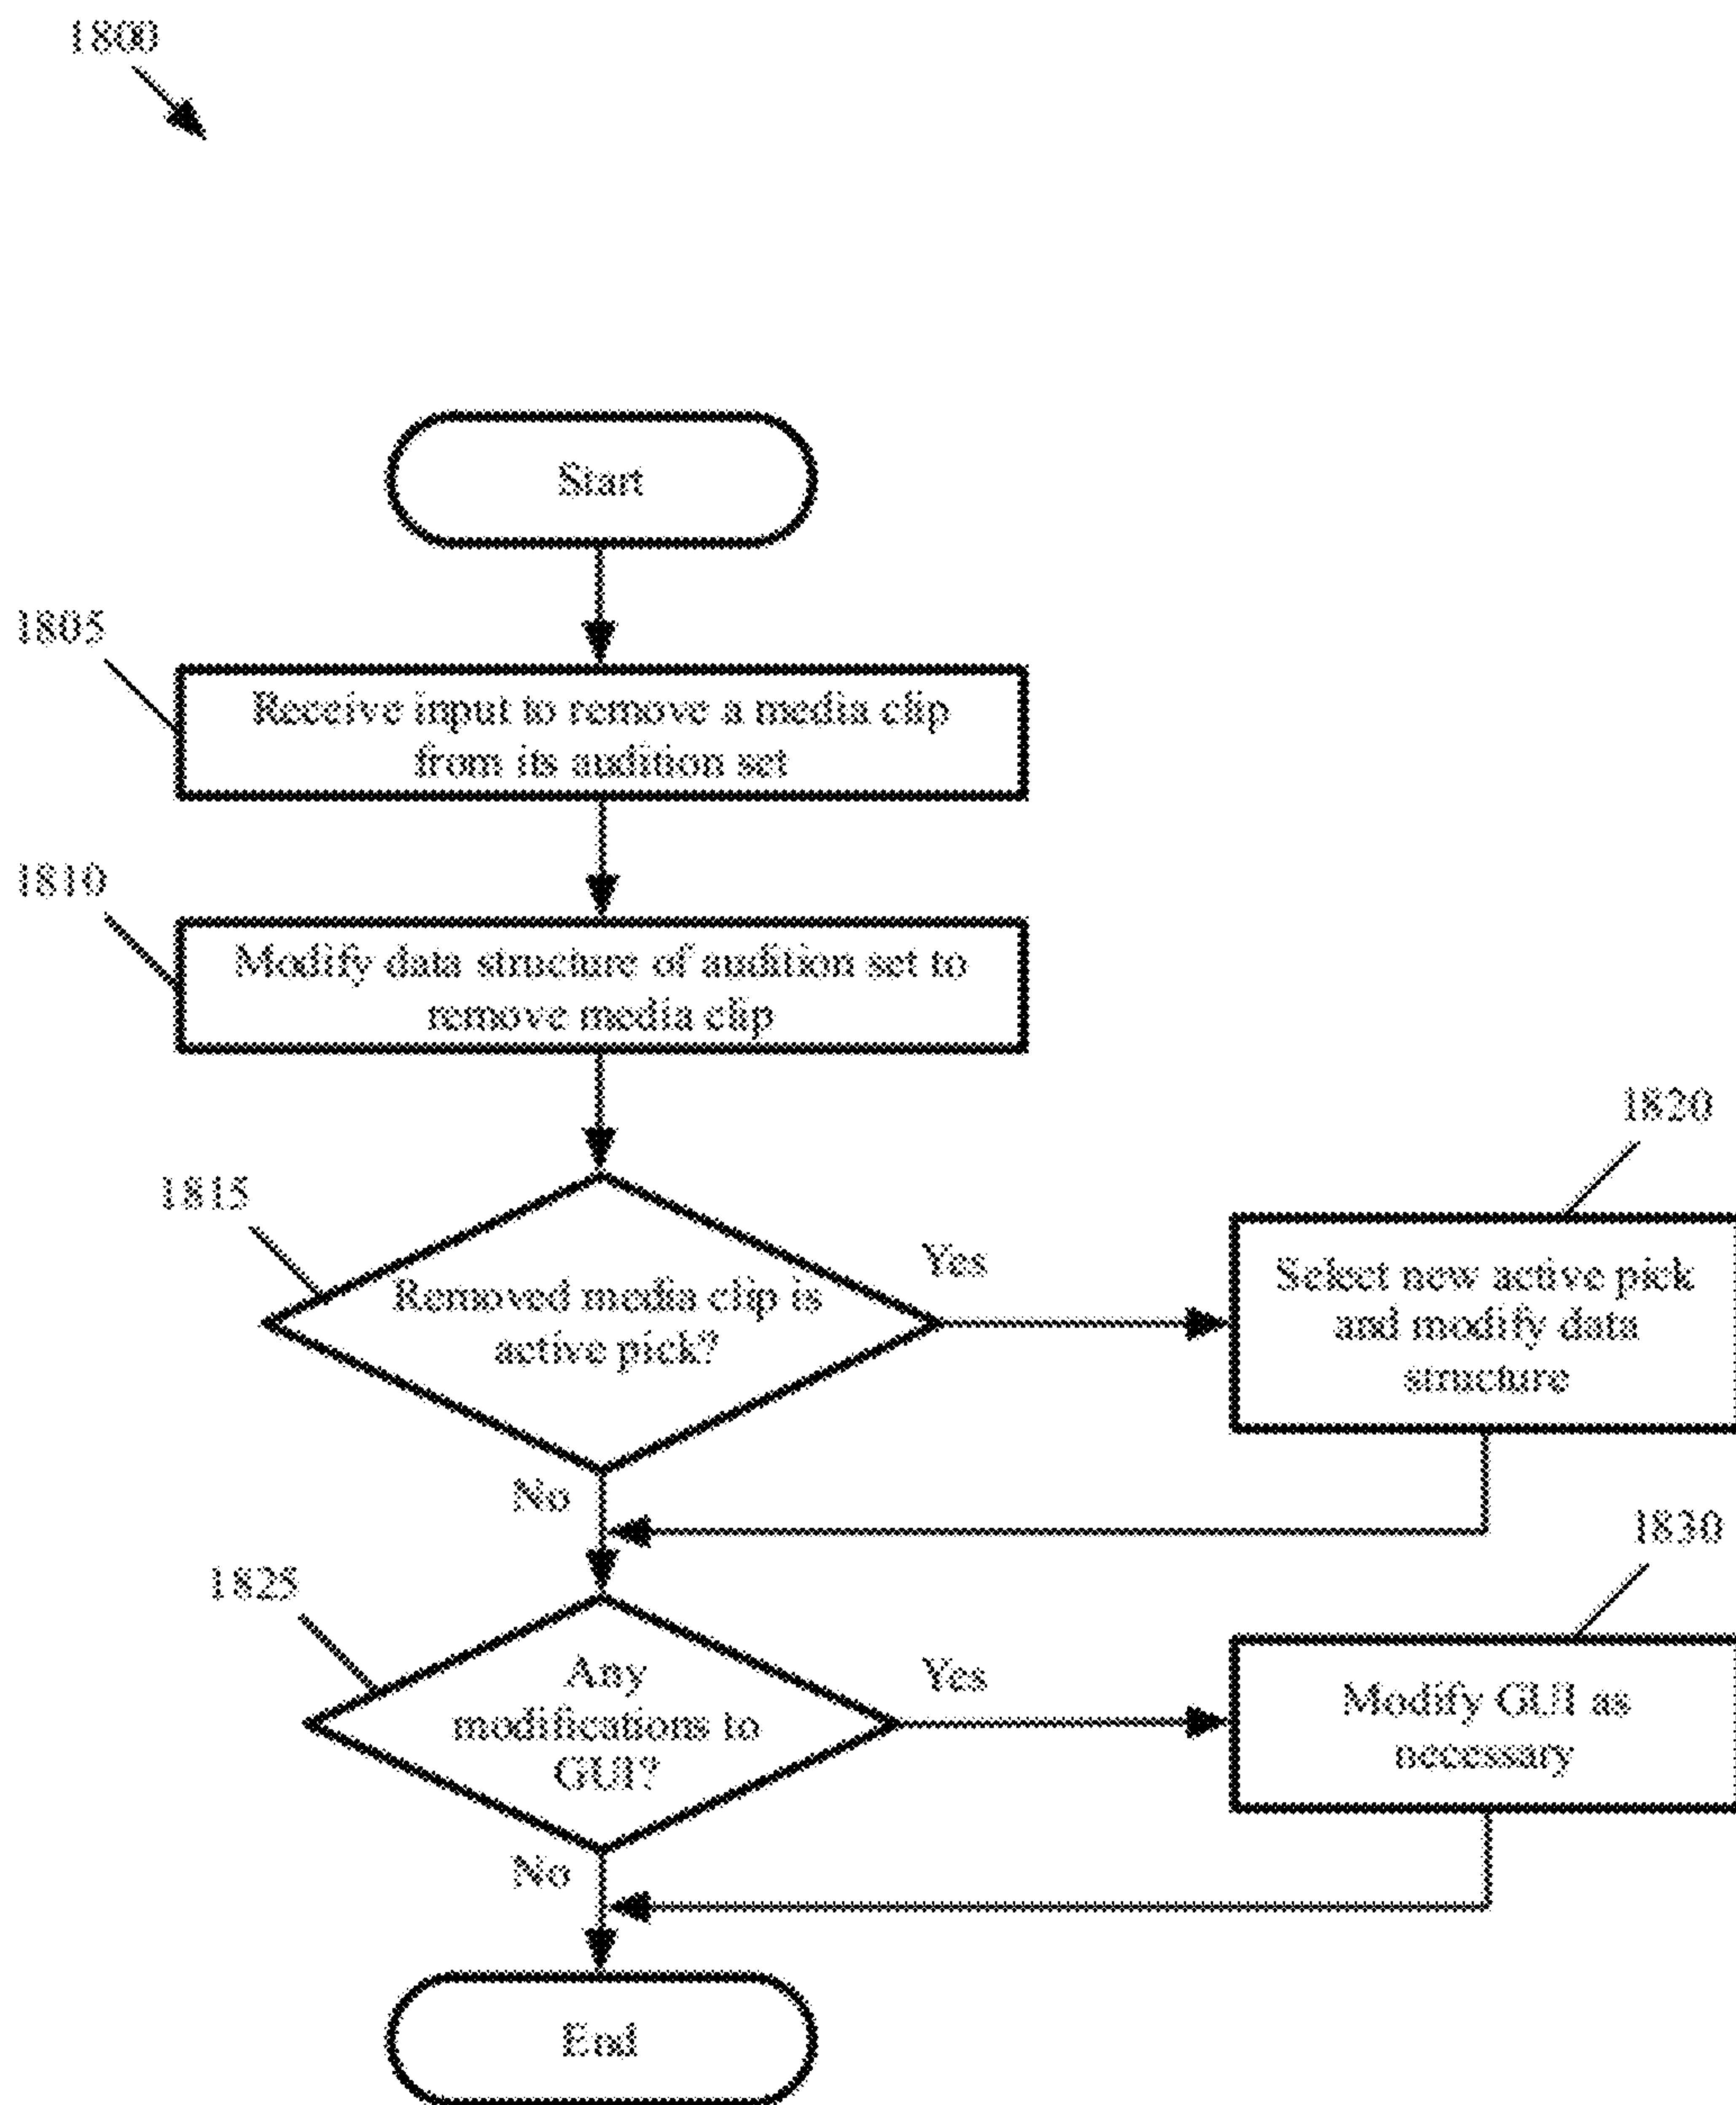 1800
Start
1805
Receive input to remove a media clip
from its audition set
1810
Modify data structure of audition set to
remove media clip
1815
Removed media clip is
active pick?
Yes
1820
Select new active pick
and modify data
structure
No
1825
Any
modifications to
GUI?
Yes
1830
Modify GUI as
necessary
No
End